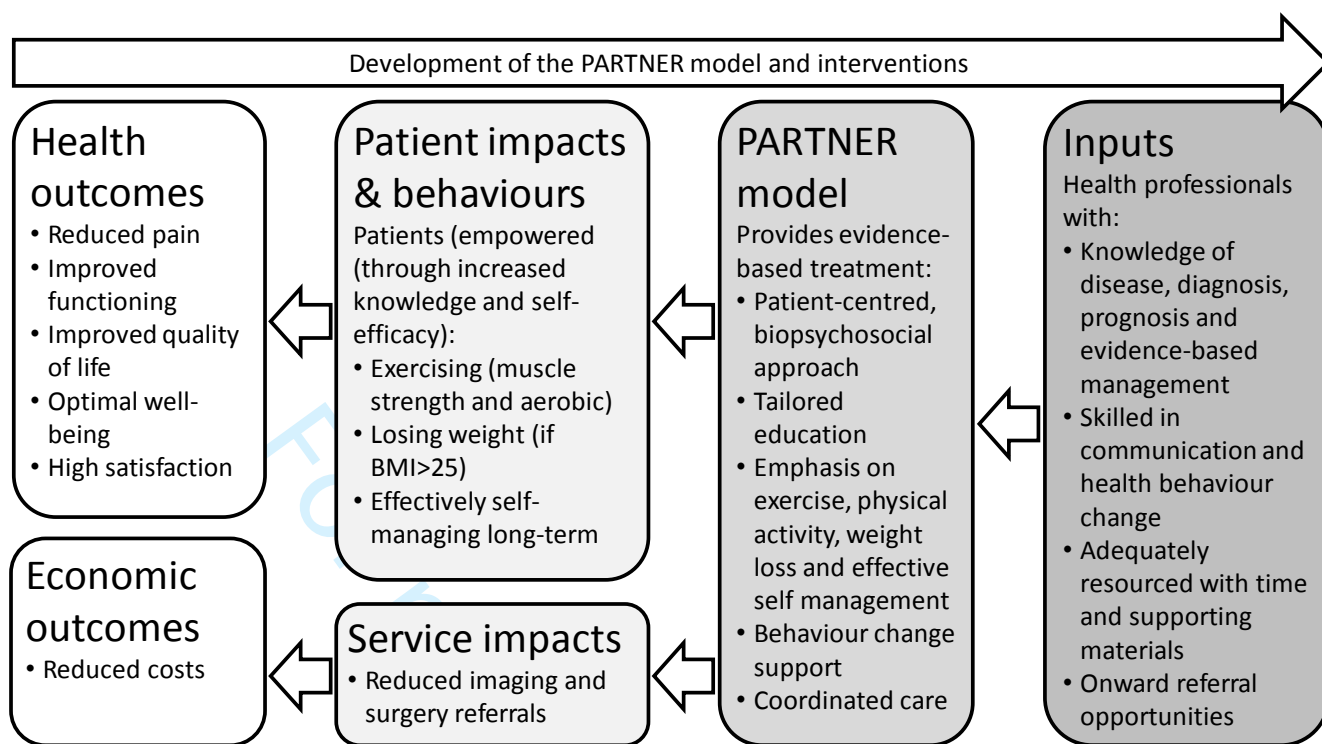 Development of the PARTNER model and interventions
Health
outcomes
• Reduced pain
• Improved
functioning
• Improved quality
of life
• Optimal well-
being
• High satisfaction
Economic
outcomes
• Reduced costs
Patient impacts
& behaviours
Patients (empowered
(through increased
knowledge and self-
efficacy):
• Exercising (muscle
strength and aerobic)
• Losing weight (if
BMI>25)
• Effectively self-
managing long-term
Service impacts
• Reduced imaging and
surgery referrals
PARTNER
model
Provides evidence-
based treatment:
• Patient-centred,
biopsychosocial
approach
• Tailored
education
• Emphasis on
exercise, physical
activity, weight
loss and effective
self management
• Behaviour change
support
• Coordinated care
Inputs
Health professionals
with:
• Knowledge of
disease, diagnosis,
prognosis and
evidence-based
management
• Skilled in
communication and
health behaviour
change
• Adequately
resourced with time
and supporting
materials
• Onward referral
opportunities